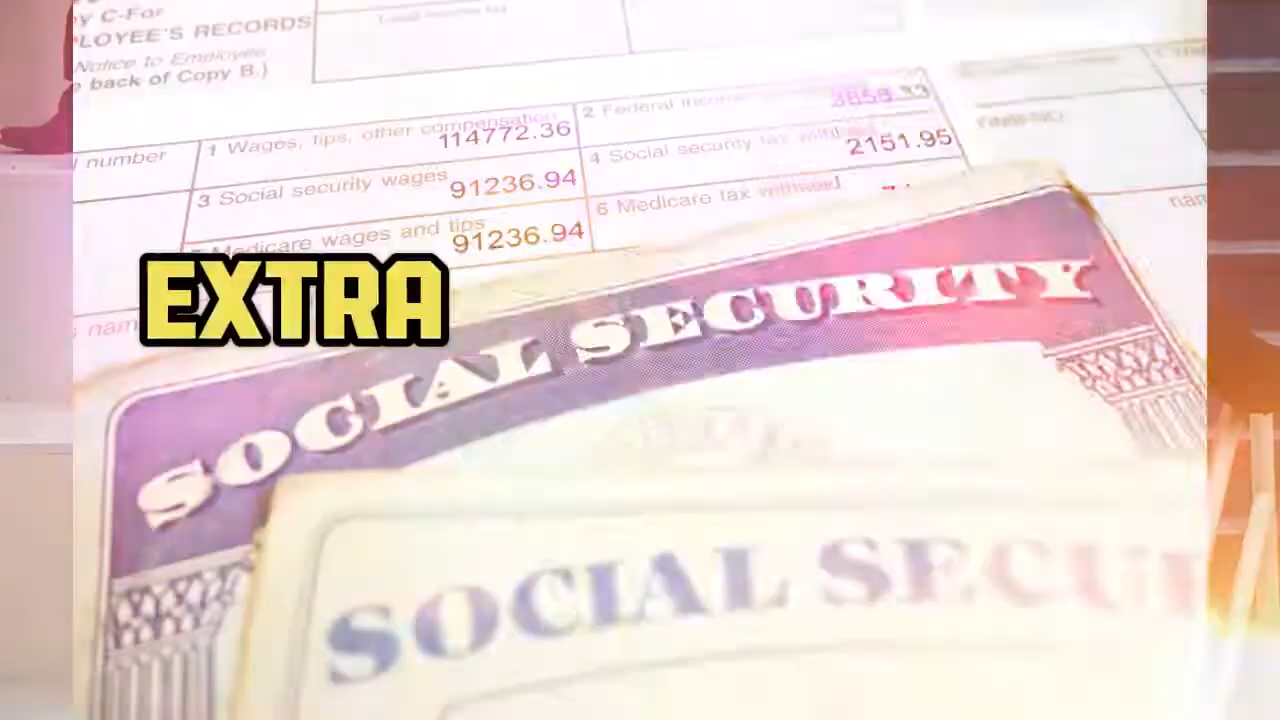 y C-For
LOYEE'S RECORDS
Notice to Employee
back of Copy B.)
number
1 Wages, tips, other compensation
114772.36
2 Federal income
3 Social security wages
91236.94
4 Social security tax withl
2151.95
Medicare wages and tips
91236.94
6 Medicare tax withheld
EXTRA
SOCIAL SECURITY
SOCIAL SECU